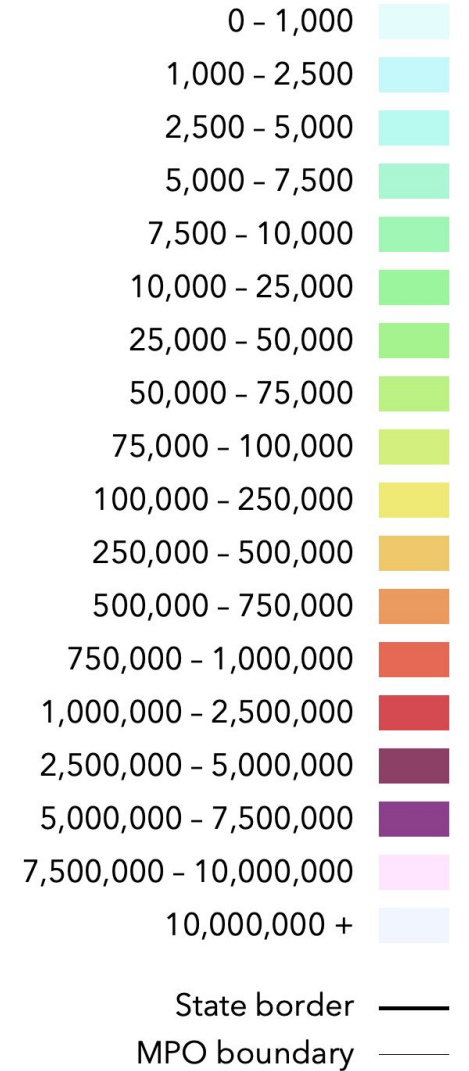 0 – 1,000
1,000 – 2,500
2,500 – 5,000
5,000 – 7,500
7,500 – 10,000
10,000 – 25,000
25,000 – 50,000
50,000 – 75,000
75,000 – 100,000
100,000 – 250,000
250,000 – 500,000
500,000 – 750,000
750,000 – 1,000,000
1,000,000 – 2,500,000
2,500,000 – 5,000,000
5,000,000 – 7,500,000
7,500,000 – 10,000,000
10,000,000 +
State border
MPO boundary